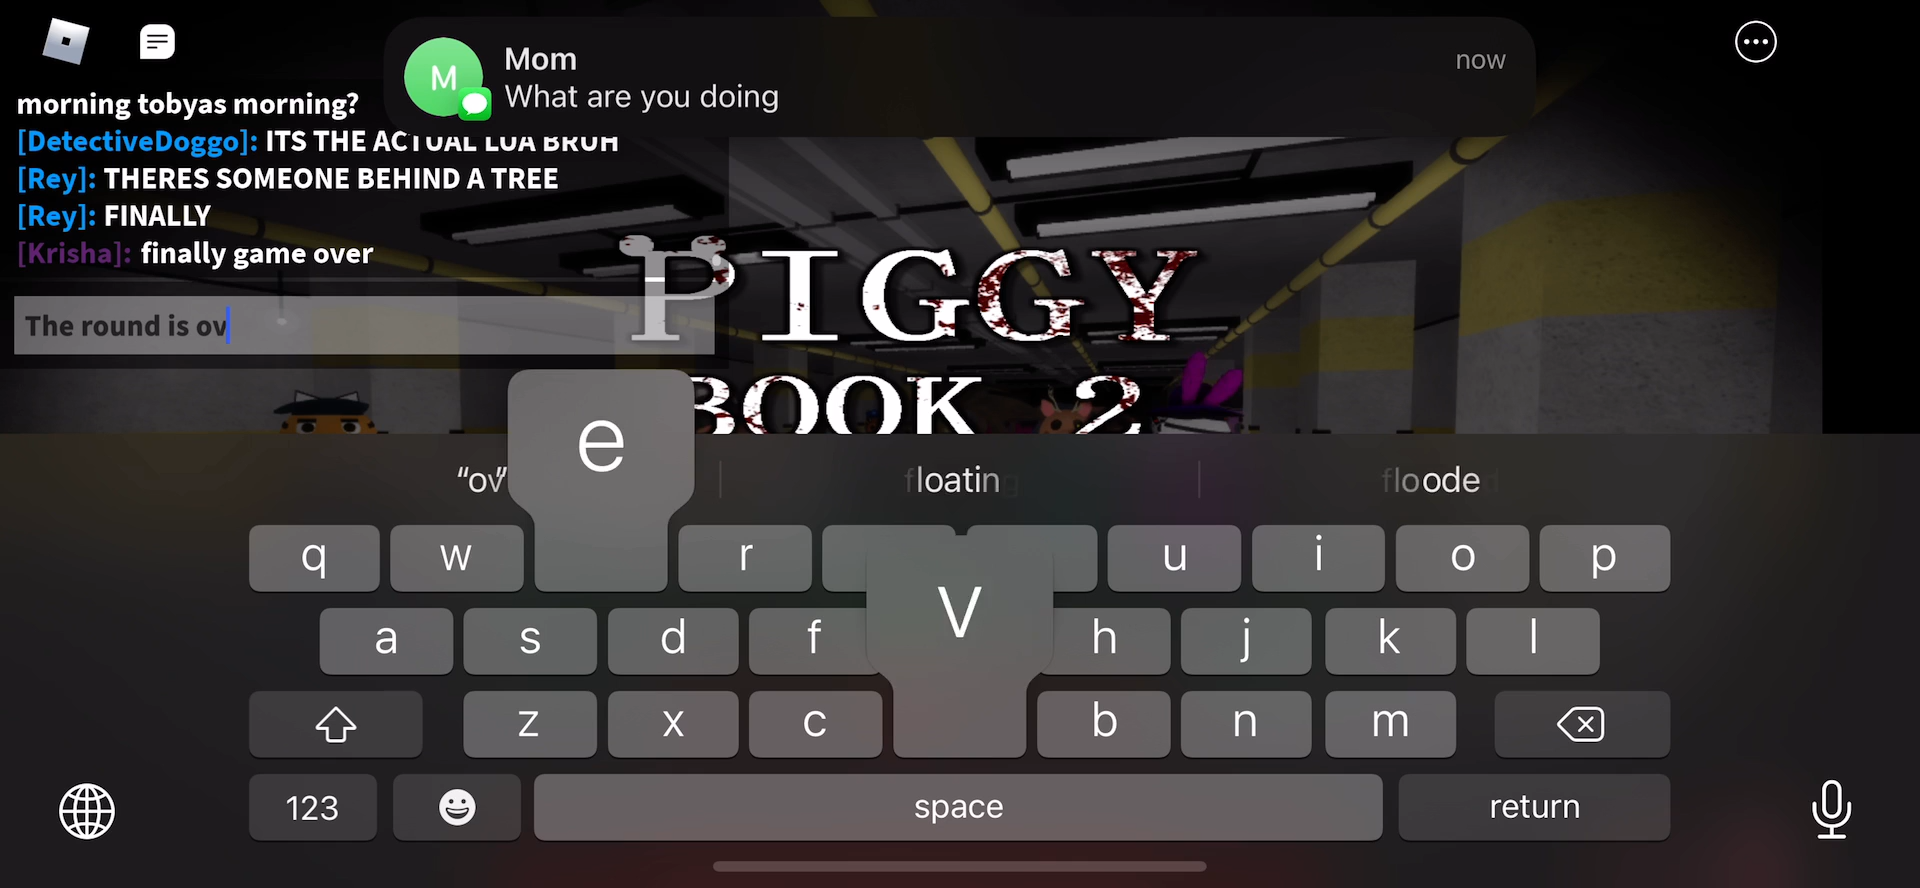 Mom
now
What are you doing
morning tobyas morning?
[DetectiveDoggo]: ITS THE ACTUAL LUA BRUH
[Rey]: THERES SOMEONE BEHIND A TREE
[Rey]: FINALLY
[Krisha]: finally game over
The round is ov
PIGGY
BOOK 2
M
e
"ov" floatin floode
q w r u i o p
a s d f v h j k l
z x c b n m
123 space return